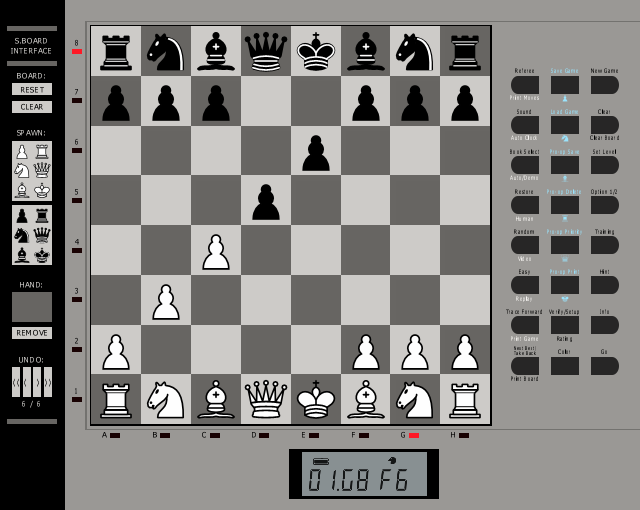 S.BOARD
INTERFACE
BOARD:
RESET
CLEAR
SPAWN:
HAND:
REMOVE
UNDO:
6 / 6
8
7
6
5
4
3
2
1
A B C D E F G H
01.G8 F6
Referee Save Game New Game
Print Moves
Sound Load Game Clear
Auto Clock Clear Board
Book Select Set Level
Auto/Demo
Restore Option 1/2
Human
Random Training
Video
Easy Hint
Replay
Trace Forward Verify/Setup Info
Print Game Rating
Next Best/
Take Back Color Go
Print Board